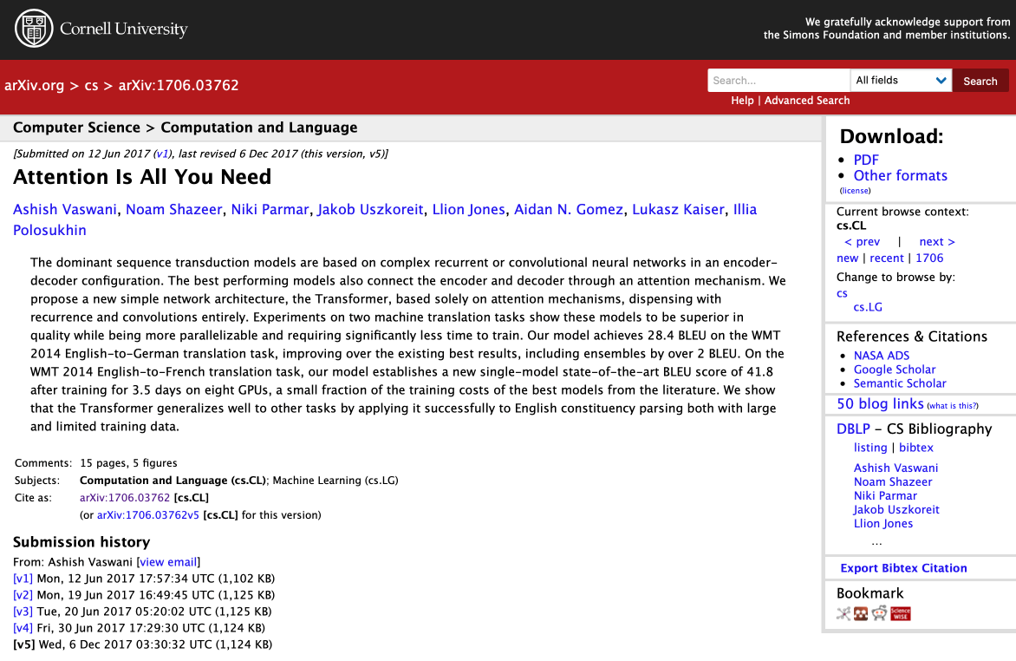 Cornell University
We gratefully acknowledge support from
the Simons Foundation and member institutions.
arXiv.org > cs > arXiv:1706.03762
Search...
All fields
Search
Help | Advanced Search
Computer Science > Computation and Language
[Submitted on 12 Jun 2017 (v1), last revised 6 Dec 2017 (this version, v5)]
Attention Is All You Need
Ashish Vaswani, Noam Shazeer, Niki Parmar, Jakob Uszkoreit, Llion Jones, Aidan N. Gomez, Lukasz Kaiser, Illia
Polosukhin
The dominant sequence transduction models are based on complex recurrent or convolutional neural networks in an encoder-
decoder configuration. The best performing models also connect the encoder and decoder through an attention mechanism. We
propose a new simple network architecture, the Transformer, based solely on attention mechanisms, dispensing with
recurrence and convolutions entirely. Experiments on two machine translation tasks show these models to be superior in
quality while being more parallelizable and requiring significantly less time to train. Our model achieves 28.4 BLEU on the WMT
2014 English-to-German translation task, improving over the existing best results, including ensembles by over 2 BLEU. On the
WMT 2014 English-to-French translation task, our model establishes a new single-model state-of-the-art BLEU score of 41.8
after training for 3.5 days on eight GPUs, a small fraction of the training costs of the best models from the literature. We show
that the Transformer generalizes well to other tasks by applying it successfully to English constituency parsing both with large
and limited training data.
Comments: 15 pages, 5 figures
Subjects: Computation and Language (cs.CL); Machine Learning (cs.LG)
Cite as: arXiv:1706.03762 [cs.CL]
(or arXiv:1706.03762v5 [cs.CL] for this version)
Submission history
From: Ashish Vaswani [view email]
[v1] Mon, 12 Jun 2017 17:57:34 UTC (1,102 KB)
[v2] Mon, 19 Jun 2017 16:49:45 UTC (1,125 KB)
[v3] Tue, 20 Jun 2017 05:20:02 UTC (1,125 KB)
[v4] Fri, 30 Jun 2017 17:29:30 UTC (1,124 KB)
[v5] Wed, 6 Dec 2017 03:30:32 UTC (1,124 KB)
Download:
• PDF
• Other formats
(license)
Current browse context:
cs.CL
< prev | next >
new | recent | 1706
Change to browse by:
cs
cs.LG
References & Citations
• NASA ADS
• Google Scholar
• Semantic Scholar
50 blog links (what is this?)
DBLP – CS Bibliography
listing | bibtex
Ashish Vaswani
Noam Shazeer
Niki Parmar
Jakob Uszkoreit
Llion Jones
...
Export Bibtex Citation
Bookmark
Science
WISE